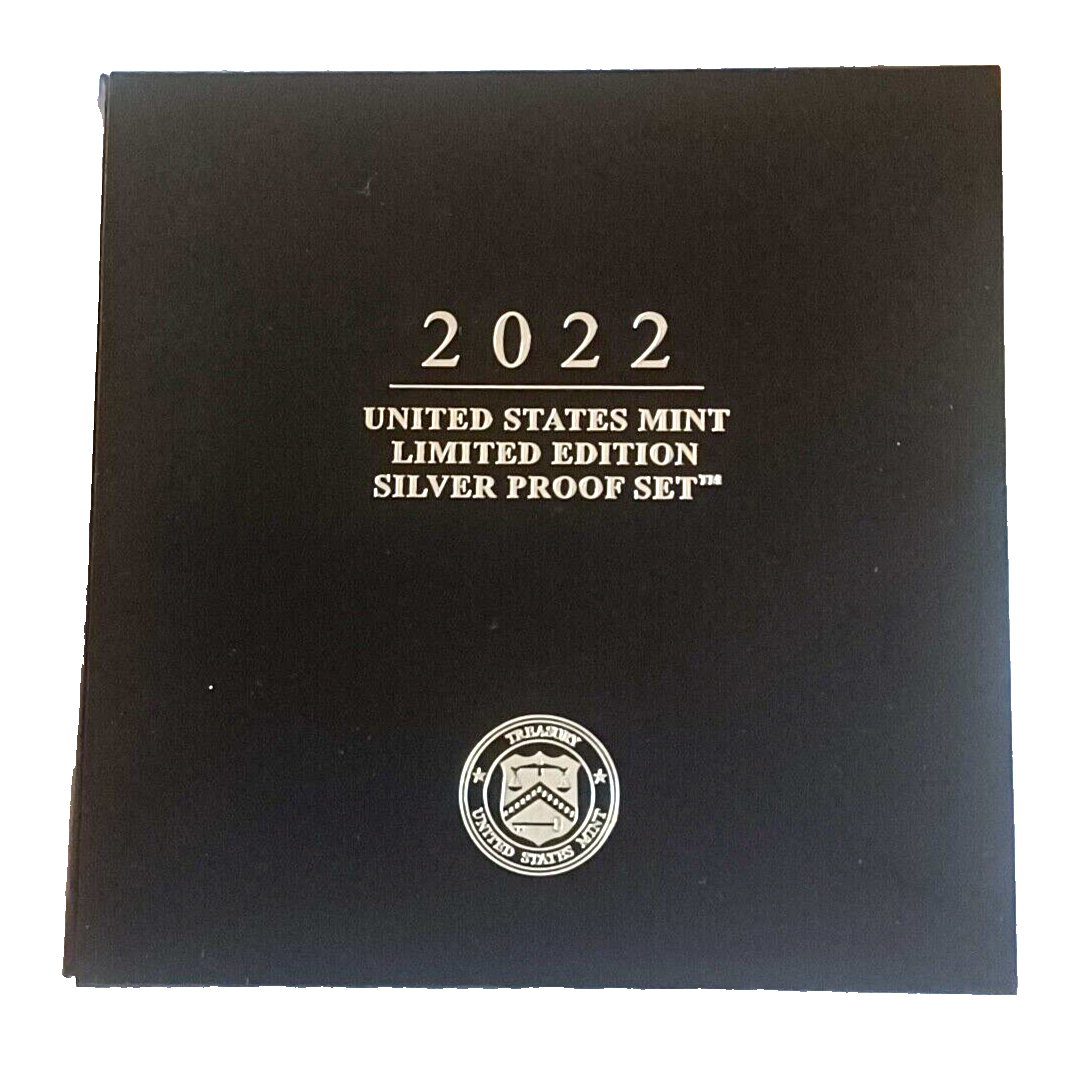 2022
UNITED STATES MINT
LIMITED EDITION
SILVER PROOF SET™
TREASURY
UNITED STATES MINT